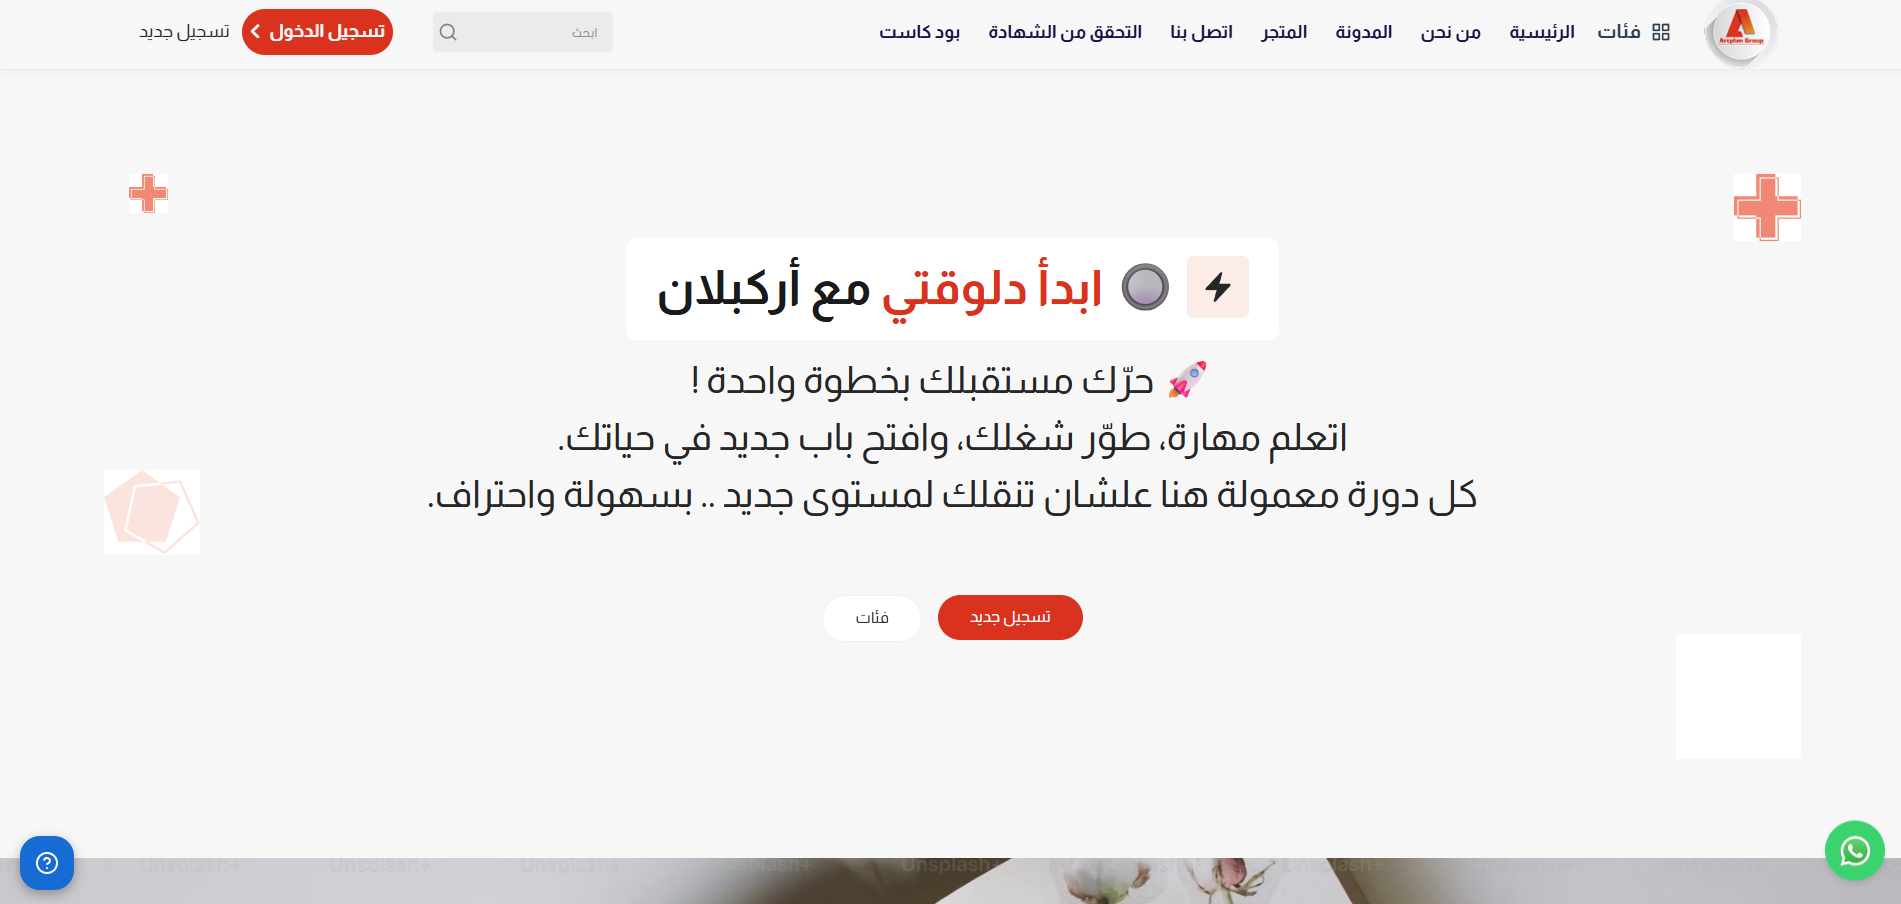 Arcplan Group
فئات
الرئيسية
من نحن
المدونة
المتجر
اتصل بنا
التحقق من الشهادة
بود كاست
ابحث
تسجيل الدخول
تسجيل جديد
ابدأ دلوقتي مع أركبلان
🚀 حرّك مستقبلك بخطوة واحدة !
اتعلم مهارة، طوّر شغلك، وافتح باب جديد في حياتك.
كل دورة معمولة هنا علشان تنقلك لمستوى جديد .. بسهولة واحتراف.
تسجيل جديد
فئات
Unsplash+ Unsplash+ Unsplash+ Unsplash+ Unsplash+ Unsplash+ Unsplash+